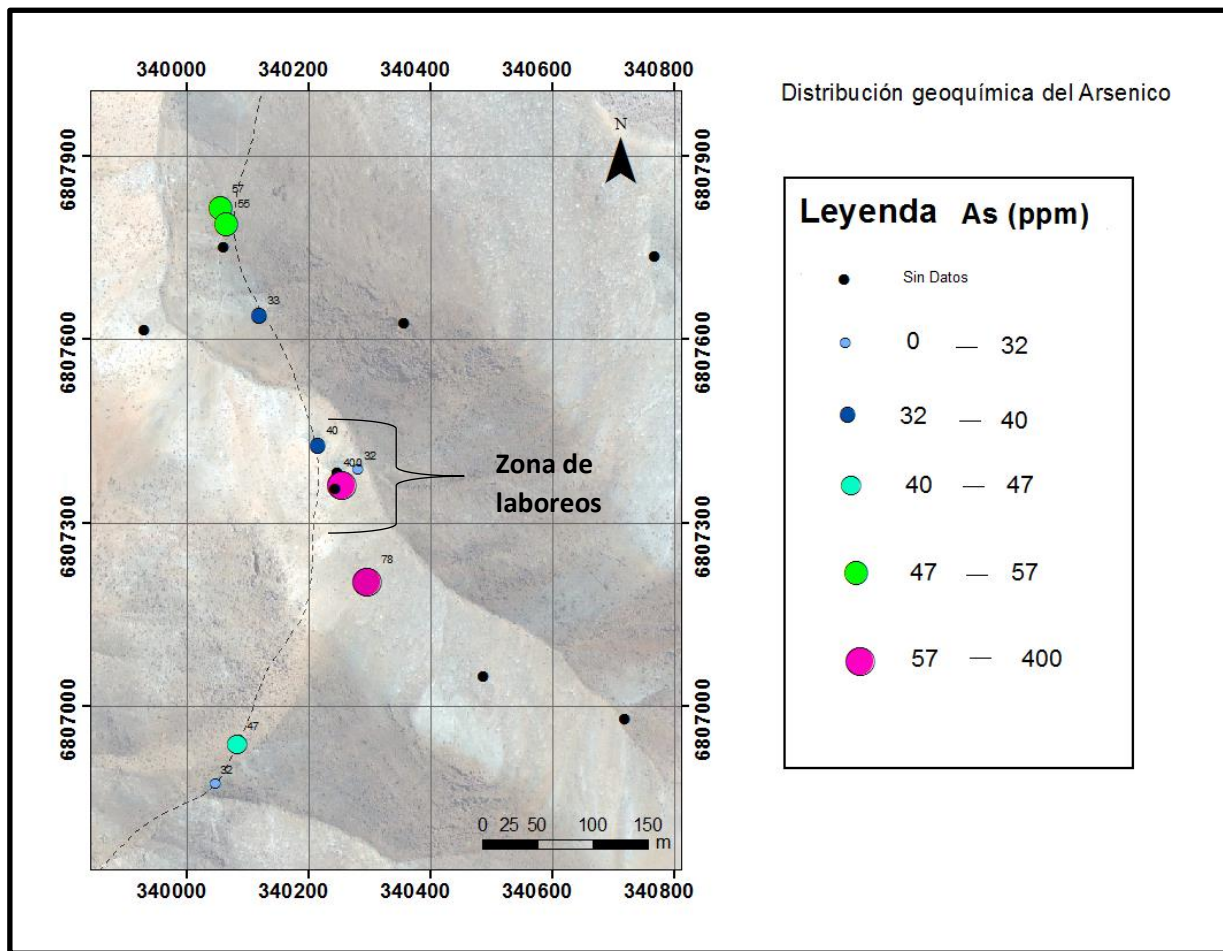 340000 340200 340400 340600 340800
Distribución geoquímica del Arsenico
N
6807900
6807900
57
55
33
6807600
6807600
40
32
400
Zona de
laboreos
6807300
6807300
78
6807000
6807000
47
32
0 25 50 100 150
m
340000 340200 340400 340600 340800
Leyenda As (ppm)
Sin Datos
0 — 32
32 — 40
40 — 47
47 — 57
57 — 400